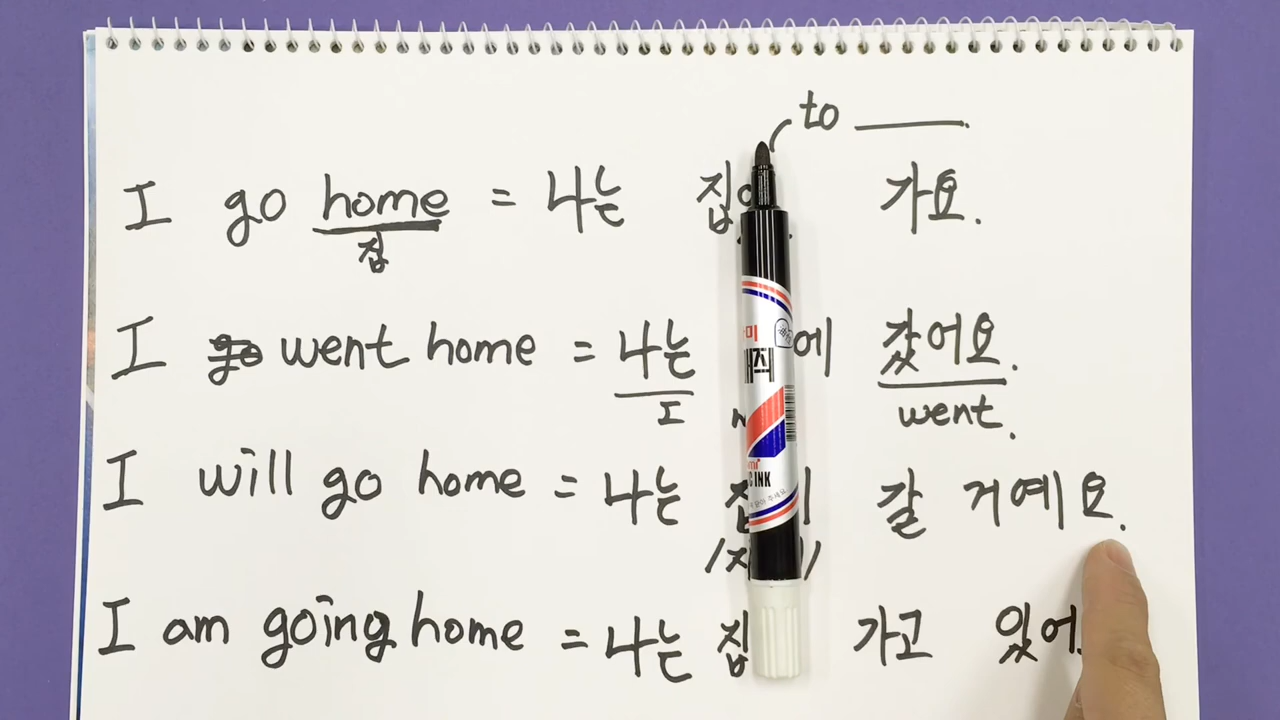 to
I go home = 나는 가요.
집
I go went home = 나는 에 갔어요.
I went.
I will go home = 나는 갈 거예요.
I am going home = 나는 집 가고 있어
INK